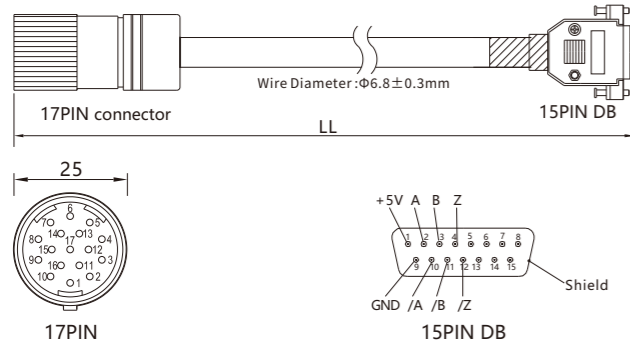 Wire Diameter:Φ6.8±0.3mm
17PIN connector
15PIN DB
LL
25
6
7 5
14 13
8 17 4
15 12
9 3
16 11
10 2
1
17PIN
+5V A B Z
1 2 3 4 5 6 7 8
9 10 11 12 13 14 15
Shield
GND /A /B /Z
15PIN DB